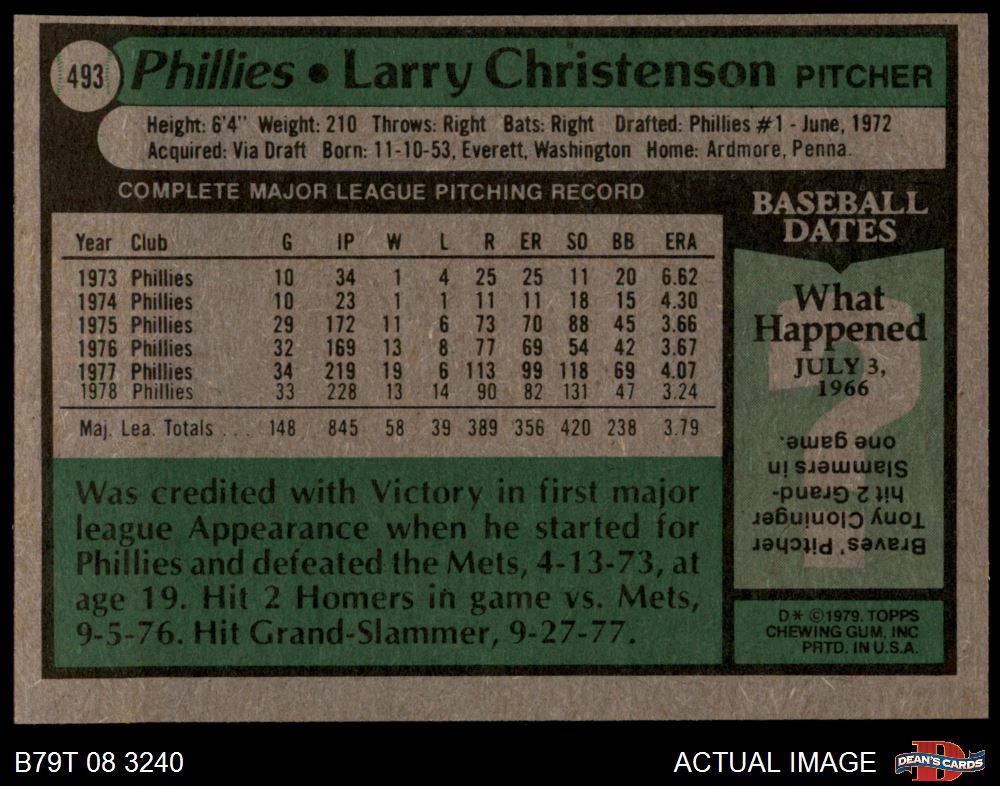 493 Phillies • Larry Christenson PITCHER
Height: 6'4" Weight: 210 Throws: Right Bats: Right Drafted: Phillies #1 - June, 1972
Acquired: Via Draft Born: 11-10-53, Everett, Washington Home: Ardmore, Penna.
COMPLETE MAJOR LEAGUE PITCHING RECORD
Year Club G IP W L R ER SO BB ERA
1973 Phillies 10 34 1 4 25 25 11 20 6.62
1974 Phillies 10 23 1 1 11 11 18 15 4.30
1975 Phillies 29 172 11 6 73 70 88 45 3.66
1976 Phillies 32 169 13 8 77 69 54 42 3.67
1977 Phillies 34 219 19 6 113 99 118 69 4.07
1978 Phillies 33 228 13 14 90 82 131 47 3.24
Maj. Lea. Totals ... 148 845 58 39 389 356 420 238 3.79
Was credited with Victory in first major
league Appearance when he started for
Phillies and defeated the Mets, 4-13-73, at
age 19. Hit 2 Homers in game vs. Mets,
9-5-76. Hit Grand-Slammer, 9-27-77.
BASEBALL
DATES
What
Happened
JULY 3,
1966
Braves' Pitcher
Tony Cloninger
hit 2 Grand-
Slammers in
one game.
D* ©1979. TOPPS
CHEWING GUM, INC
PRTD. IN U.S.A.
B79T 08 3240 ACTUAL IMAGE
D
DEAN'S CARDS